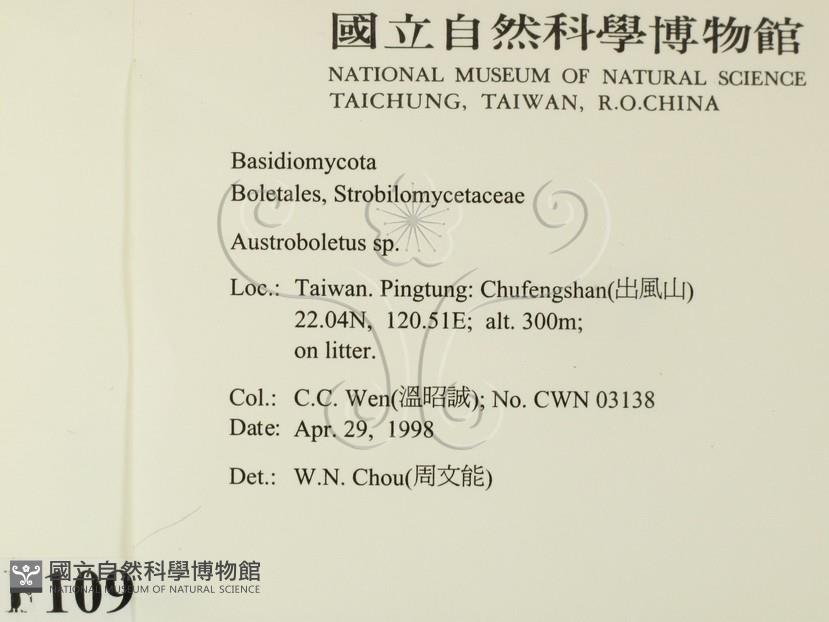 國立自然科學博物館
NATIONAL MUSEUM OF NATURAL SCIENCE
TAICHUNG, TAIWAN, R.O.CHINA
Basidiomycota
Boletales, Strobilomycetaceae
Austroboletus sp.
Loc.: Taiwan. Pingtung: Chufengshan(出風山)
22.04N, 120.51E; alt. 300m;
on litter.
Col.: C.C. Wen(溫昭誠); No. CWN 03138
Date: Apr. 29, 1998
Det.: W.N. Chou(周文能)
國立自然科學博物館
NATIONAL MUSEUM OF NATURAL SCIENCE
109